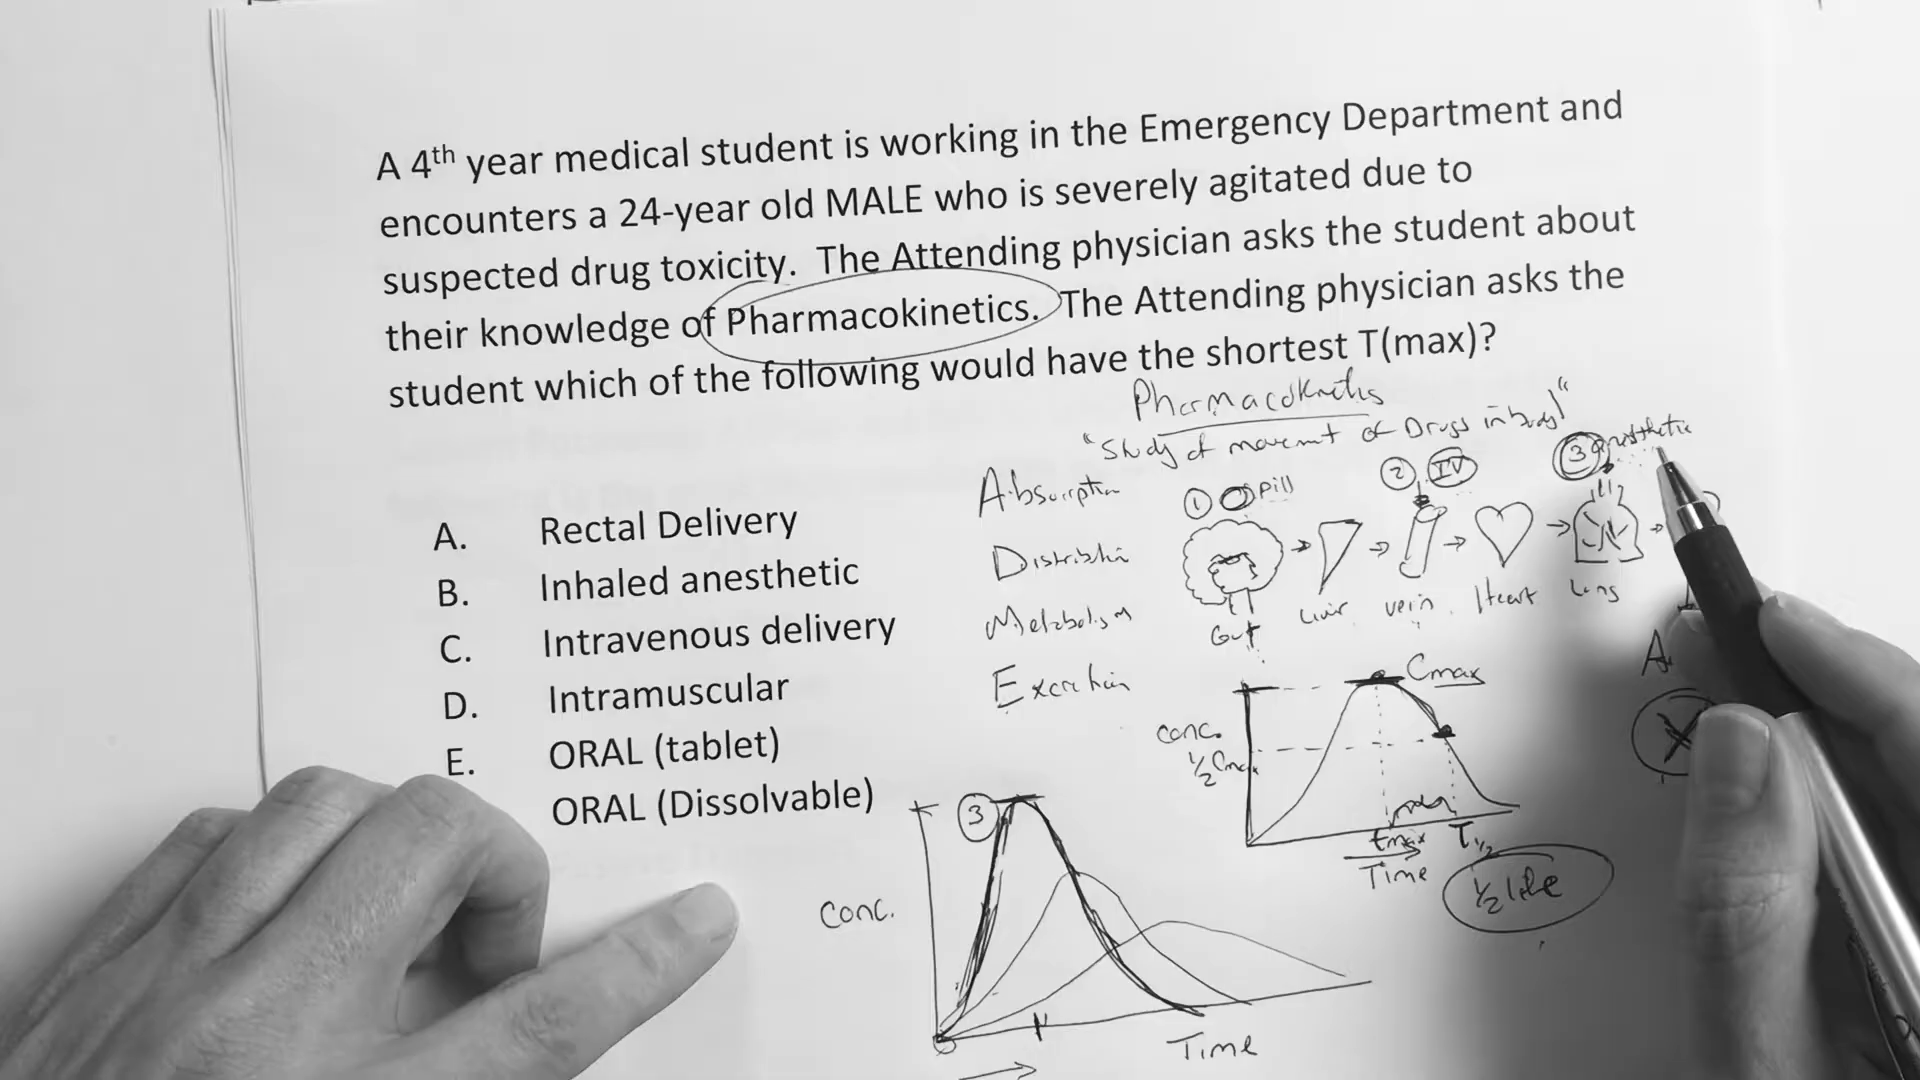 A 4th year medical student is working in the Emergency Department and
encounters a 24-year old MALE who is severely agitated due to
suspected drug toxicity. The Attending physician asks the student about
their knowledge of Pharmacokinetics. The Attending physician asks the
student which of the following would have the shortest T(max)?
Pharmacokinetics
"Study of movement of Drugs in body"
A. Rectal Delivery
B. Inhaled anesthetic
C. Intravenous delivery
D. Intramuscular
E. ORAL (tablet)
ORAL (Dissolvable)
Absorption
Distribution
Metabolism
Excretion
1 Pill
2 IV
3 anesthetic
Gut
Liver
vein
Heart
Lung
A.
Cmax
Conc.
1/2 Cmax
tmax
T 1/2
Time
1/2 life
3
Conc.
Time